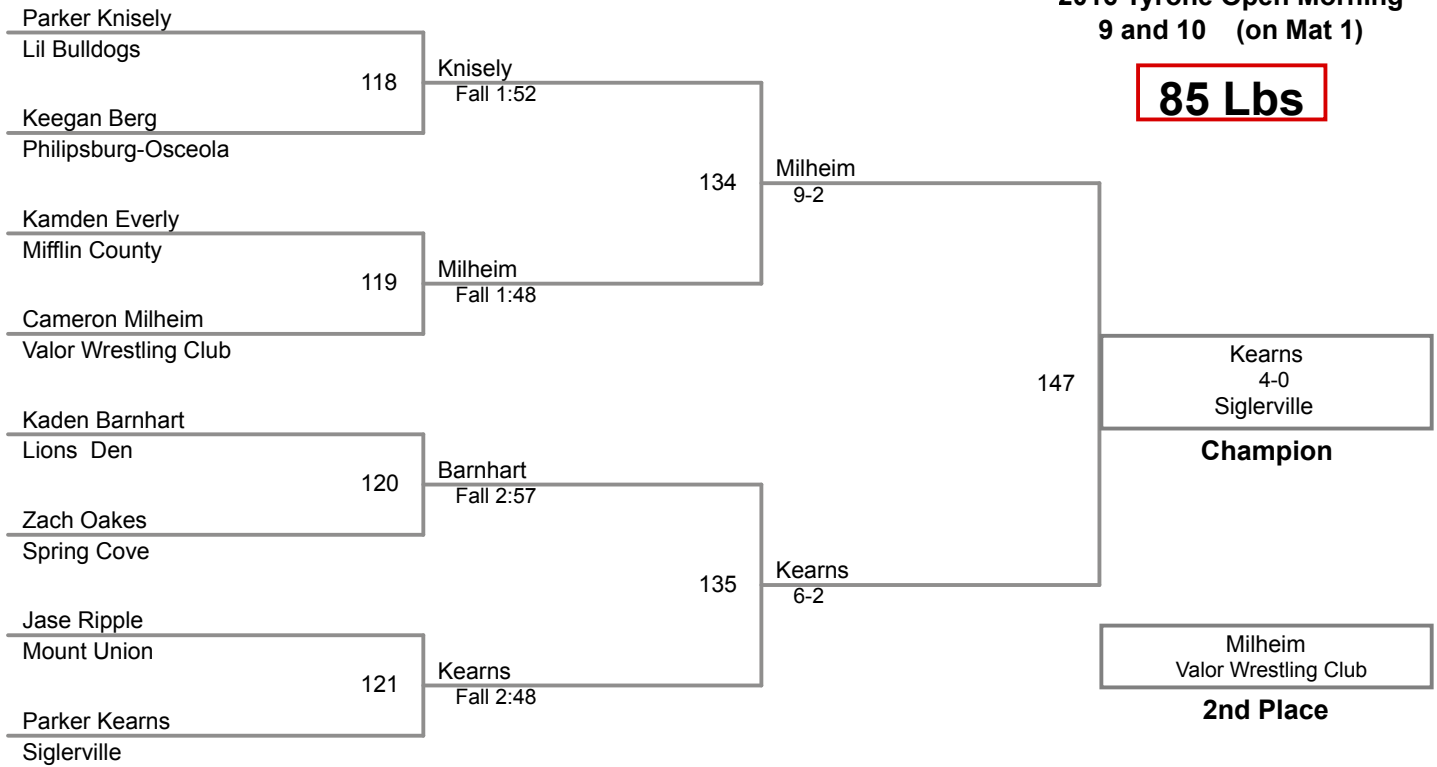 2016 Tyrone Open Morning
9 and 10 (on Mat 1)
85 Lbs
Parker Knisely
Lil Bulldogs
118
Keegan Berg
Philipsburg-Osceola
Knisely
Fall 1:52
Kamden Everly
Mifflin County
119
Cameron Milheim
Valor Wrestling Club
Milheim
Fall 1:48
134
Milheim
9-2
Kaden Barnhart
Lions Den
120
Zach Oakes
Spring Cove
Barnhart
Fall 2:57
Jase Ripple
Mount Union
121
Parker Kearns
Siglerville
Kearns
Fall 2:48
135
Kearns
6-2
147
Kearns
4-0
Siglerville
Champion
Milheim
Valor Wrestling Club
2nd Place